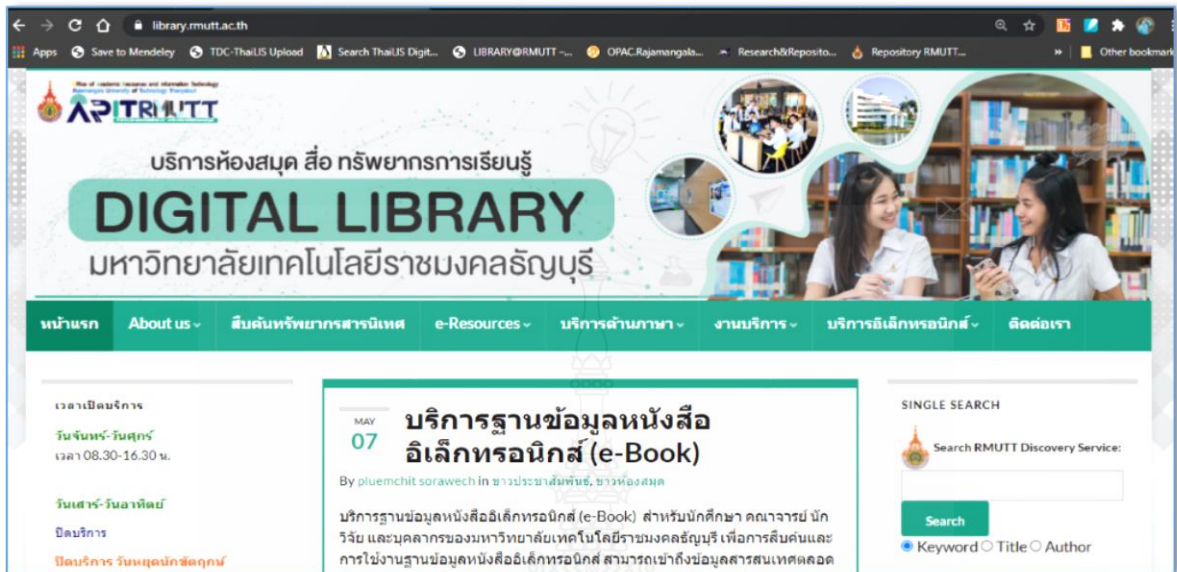 library.rmutt.ac.th
Apps Save to Mendeley TDC-ThaiLIS Upload Search ThaiLIS Digit... LIBRARY@RMUTT –... OPAC.Rajamangala... Research&Reposito... Repository RMUTT... » Other bookmark
Office of Academic Resources and Information Technology
Rajamangala University of Technology Thanyaburi
บริการห้องสมุด สื่อ ทรัพยากรการเรียนรู้
DIGITAL LIBRARY
มหาวิทยาลัยเทคโนโลยีราชมงคลธัญบุรี
หน้าแรก About us สืบค้นทรัพยากรสารนิเทศ e-Resources บริการด้านภาษา งานบริการ บริการอิเล็กทรอนิกส์ ติดต่อเรา
เวลาเปิดบริการ
วันจันทร์-วันศุกร์
เวลา 08.30-16.30 น.
วันเสาร์-วันอาทิตย์
ปิดบริการ
ปิดบริการ วันหยุดนักขัตฤกษ์
MAY
07
บริการฐานข้อมูลหนังสือ
อิเล็กทรอนิกส์ (e-Book)
By pluemchit sorawech in ข่าวประชาสัมพันธ์, ข่าวห้องสมุด
บริการฐานข้อมูลหนังสืออิเล็กทรอนิกส์ (e-Book) สำหรับนักศึกษา คณาจารย์ นัก
วิจัย และบุคลากรของมหาวิทยาลัยเทคโนโลยีราชมงคลธัญบุรี เพื่อการสืบค้นและ
การใช้งานฐานข้อมูลหนังสืออิเล็กทรอนิกส์ สามารถเข้าถึงข้อมูลสารสนเทศตลอด
SINGLE SEARCH
Search RMUTT Discovery Service:
Search
Keyword Title Author